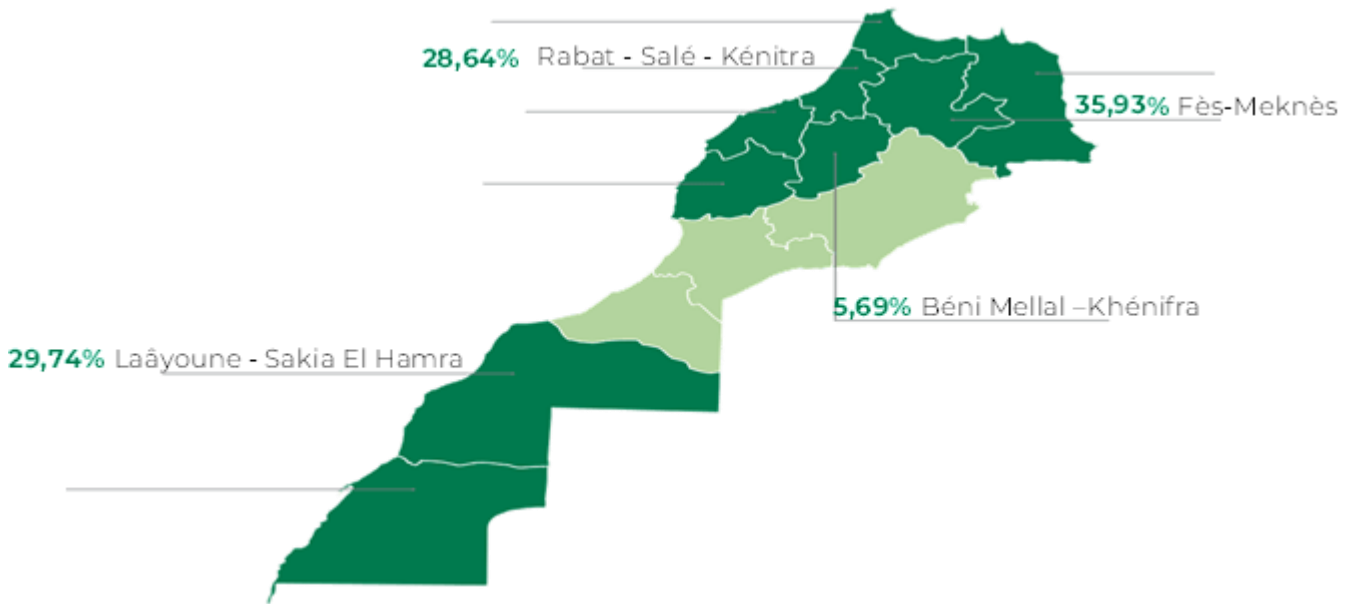 28,64% Rabat - Salé - Kénitra
35,93% Fès-Meknès
5,69% Béni Mellal –Khénifra
29,74% Laâyoune - Sakia El Hamra